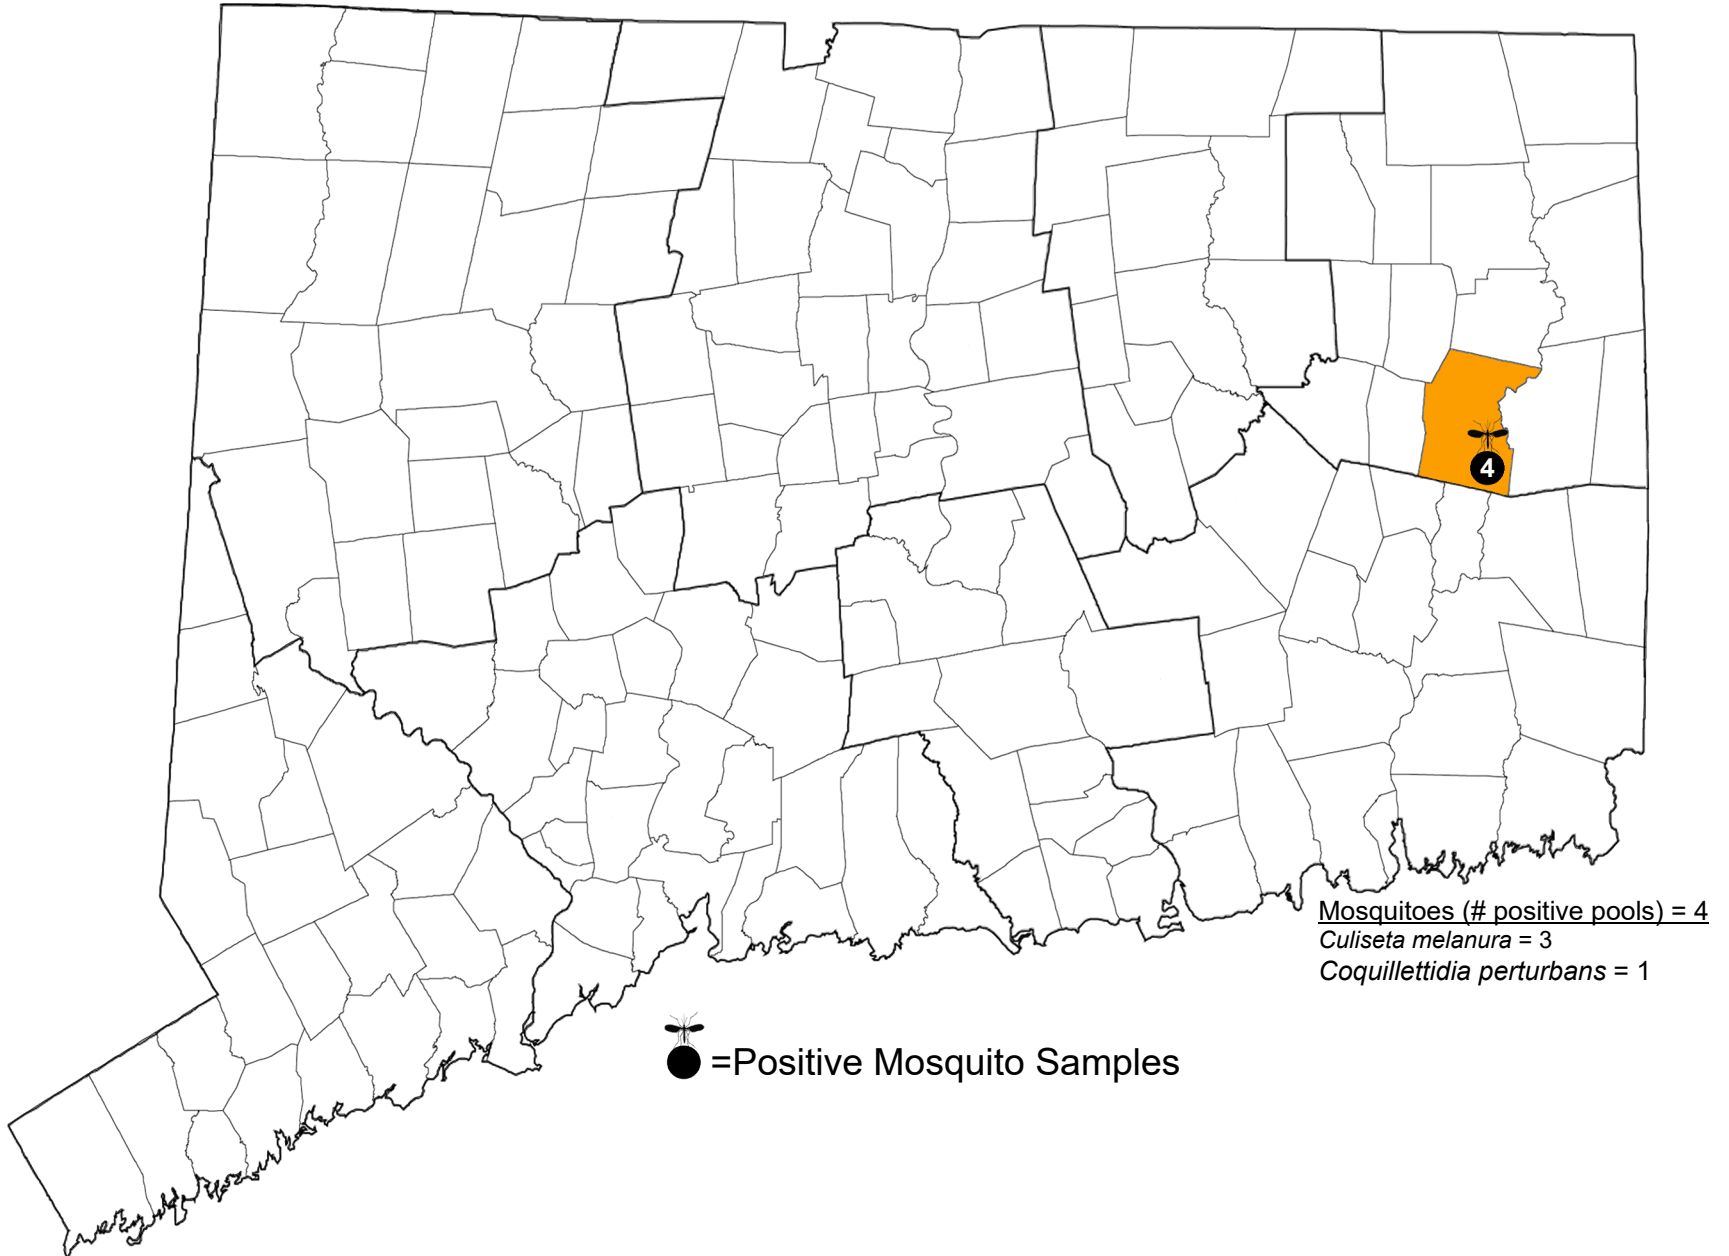 4
Mosquitoes (# positive pools) = 4
Culiseta melanura = 3
Coquillettidia perturbans = 1
=Positive Mosquito Samples